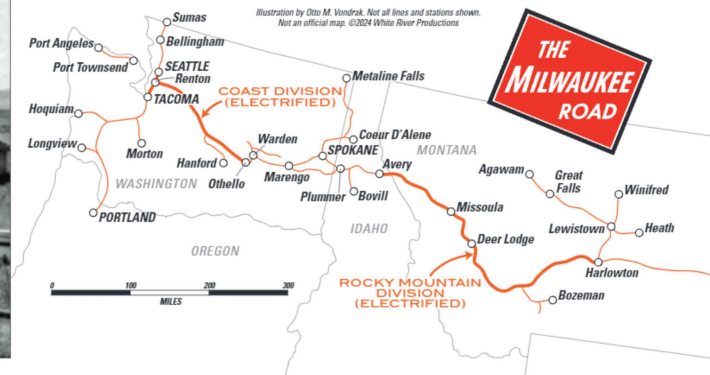 Illustration by Otto M. Vondrak. Not all lines and stations shown.
Not an official map. ©2024 White River Productions
THE
MILWAUKEE
ROAD
Sumas
Port Angeles
Bellingham
Port Townsend
SEATTLE
Renton
Metaline Falls
COAST DIVISION
(ELECTRIFIED)
TACOMA
Hoquiam
Warden
Coeur D'Alene
Longview
SPOKANE
Avery
MONTANA
Morton
Hanford
Agawam
Great
Falls
WASHINGTON
Othello
Marengo
Plummer
Bovill
Winifred
PORTLAND
Missoula
Lewistown
Heath
IDAHO
OREGON
Deer Lodge
Harlowton
ROCKY MOUNTAIN
DIVISION
(ELECTRIFIED)
Bozeman
0 100 200 300
MILES